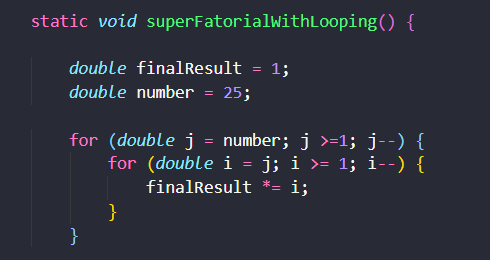 static void superFatorialWithLooping() {
double finalResult = 1;
double number = 25;
for (double j = number; j >=1; j--) {
for (double i = j; i >= 1; i--) {
finalResult *= i;
}
}